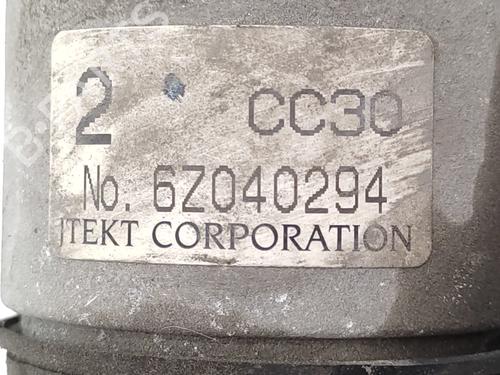 2 CC30
No. 6Z040294
JTEKT CORPORATION